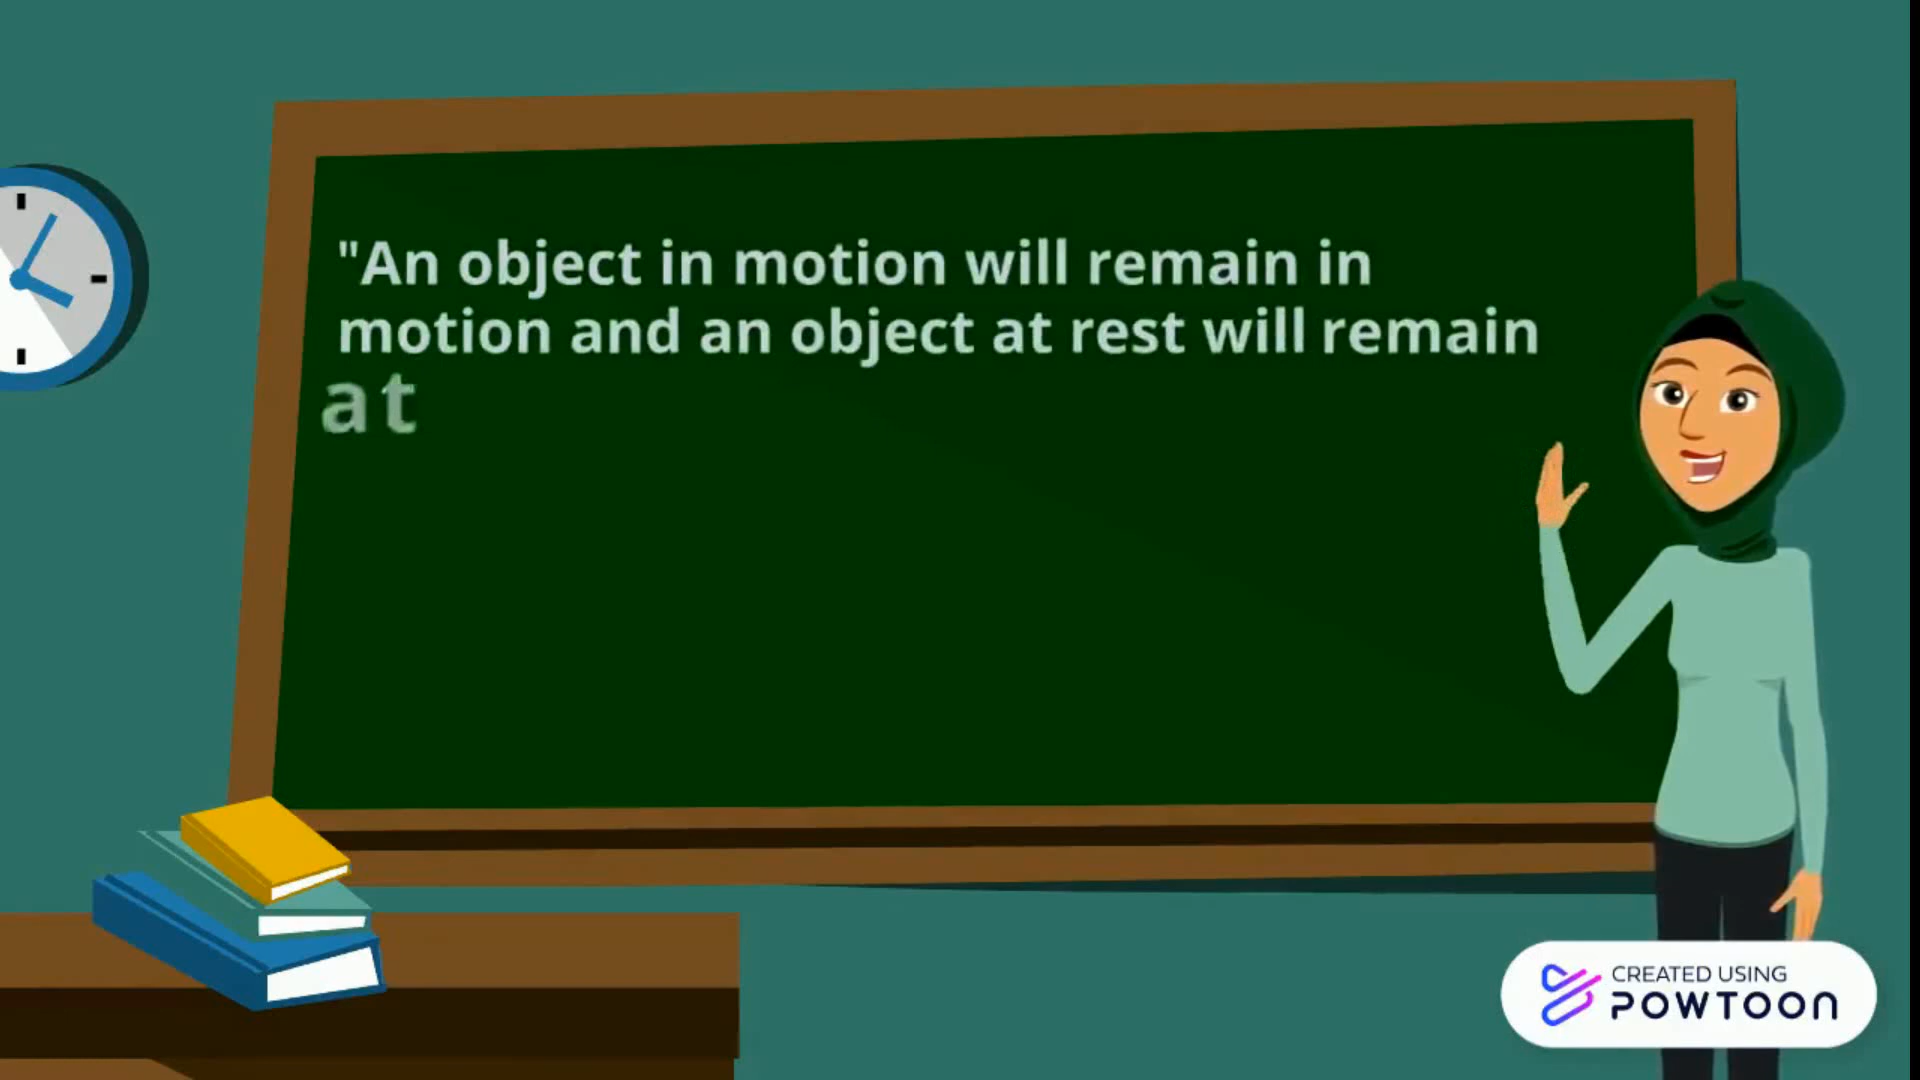 "An object in motion will remain in
motion and an object at rest will remain
at
CREATED USING
POWTOON